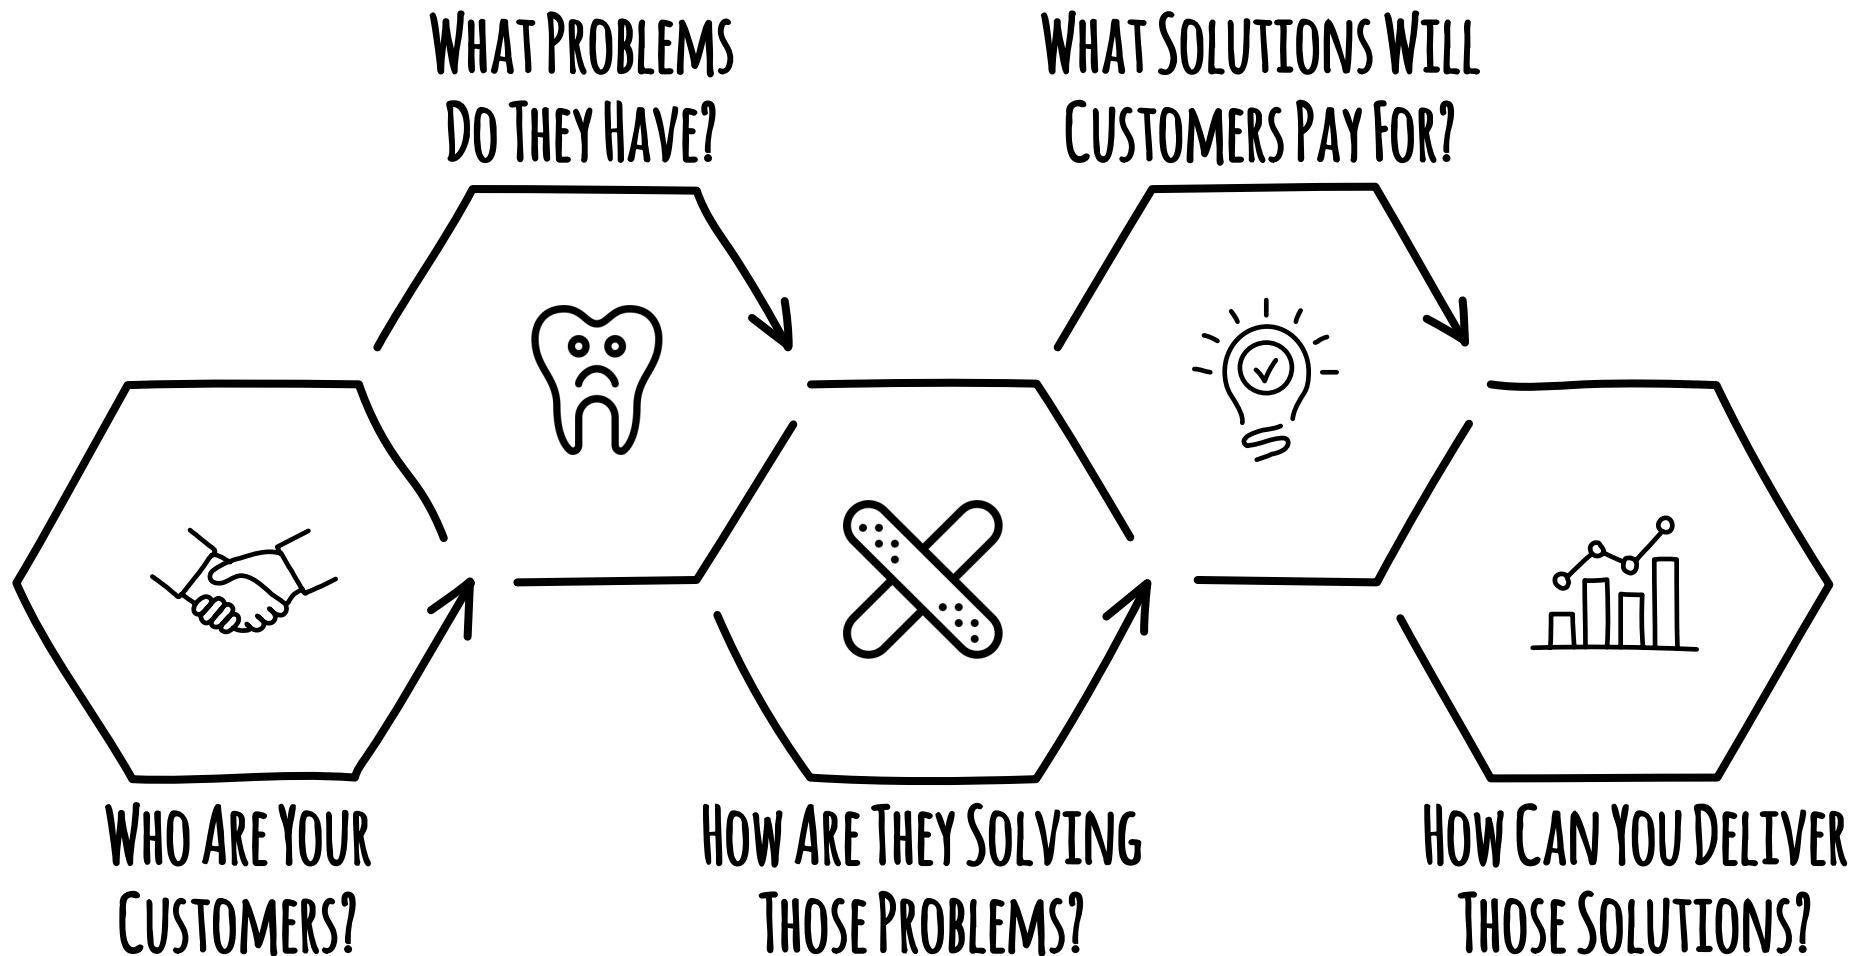 Who Are Your
Customers?
What Problems
Do They Have?
How Are They Solving
Those Problems?
What Solutions Will
Customers Pay For?
How Can You Deliver
Those Solutions?